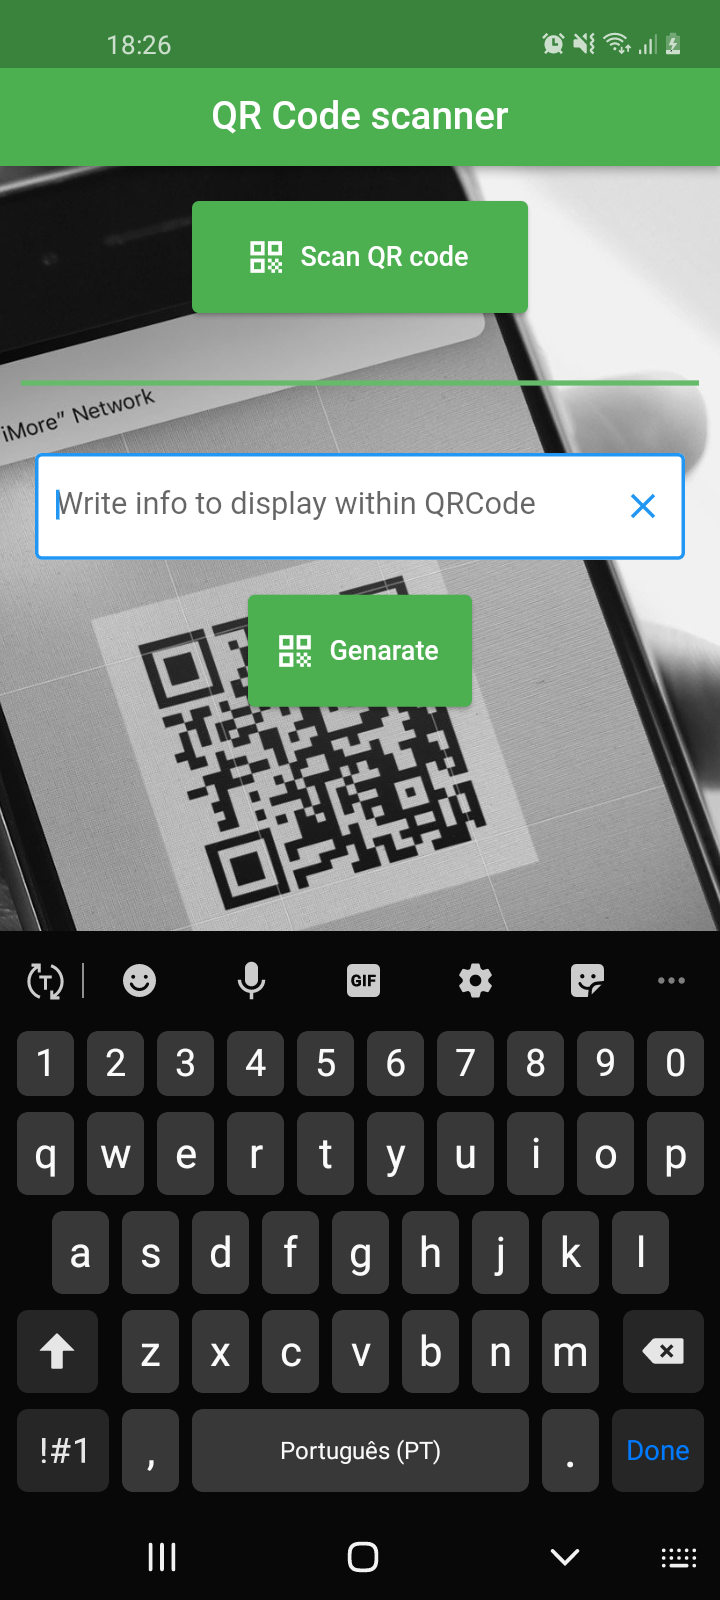 18:26
QR Code scanner
Scan QR code
iMore" Network
Write info to display within QRCode
Genarate
T
GIF
1 2 3 4 5 6 7 8 9 0
q w e r t y u i o p
a s d f g h j k l
z x c v b n m
!#1 , Português (PT) . Done